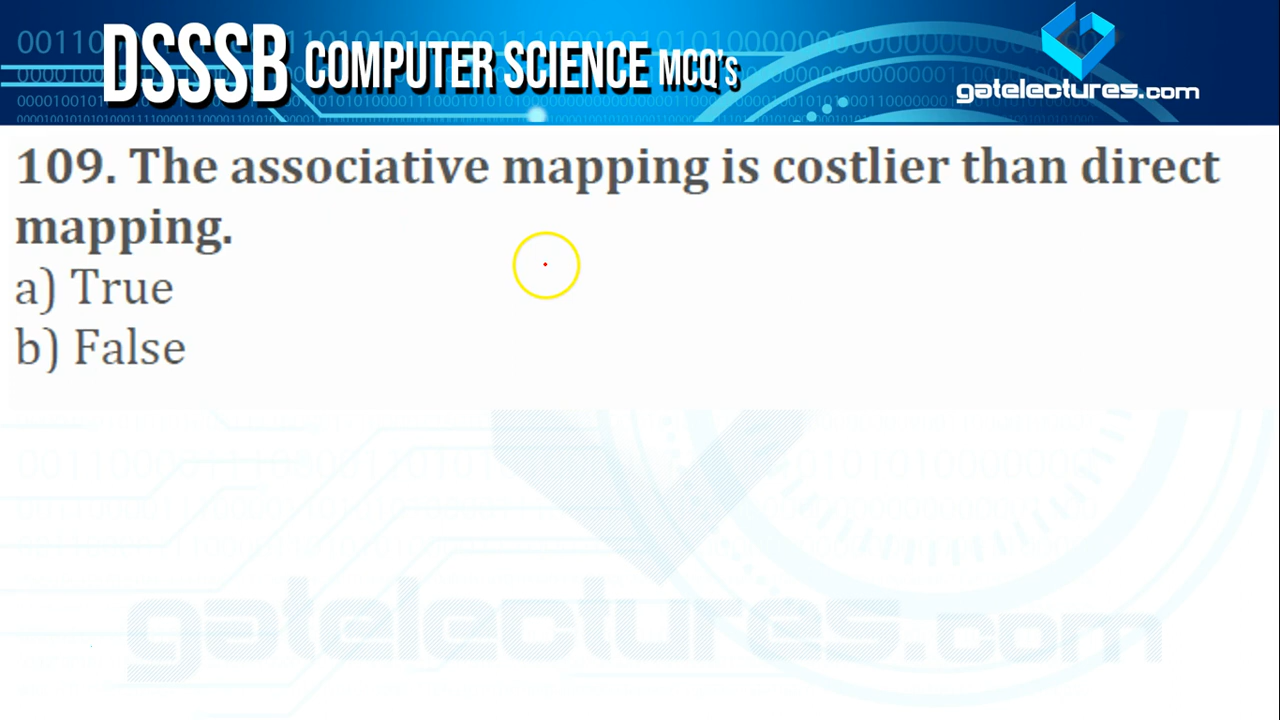 DSSSB COMPUTER SCIENCE MCQ's
gatelectures.com
109. The associative mapping is costlier than direct
mapping.
a) True
b) False
gatelectures.com